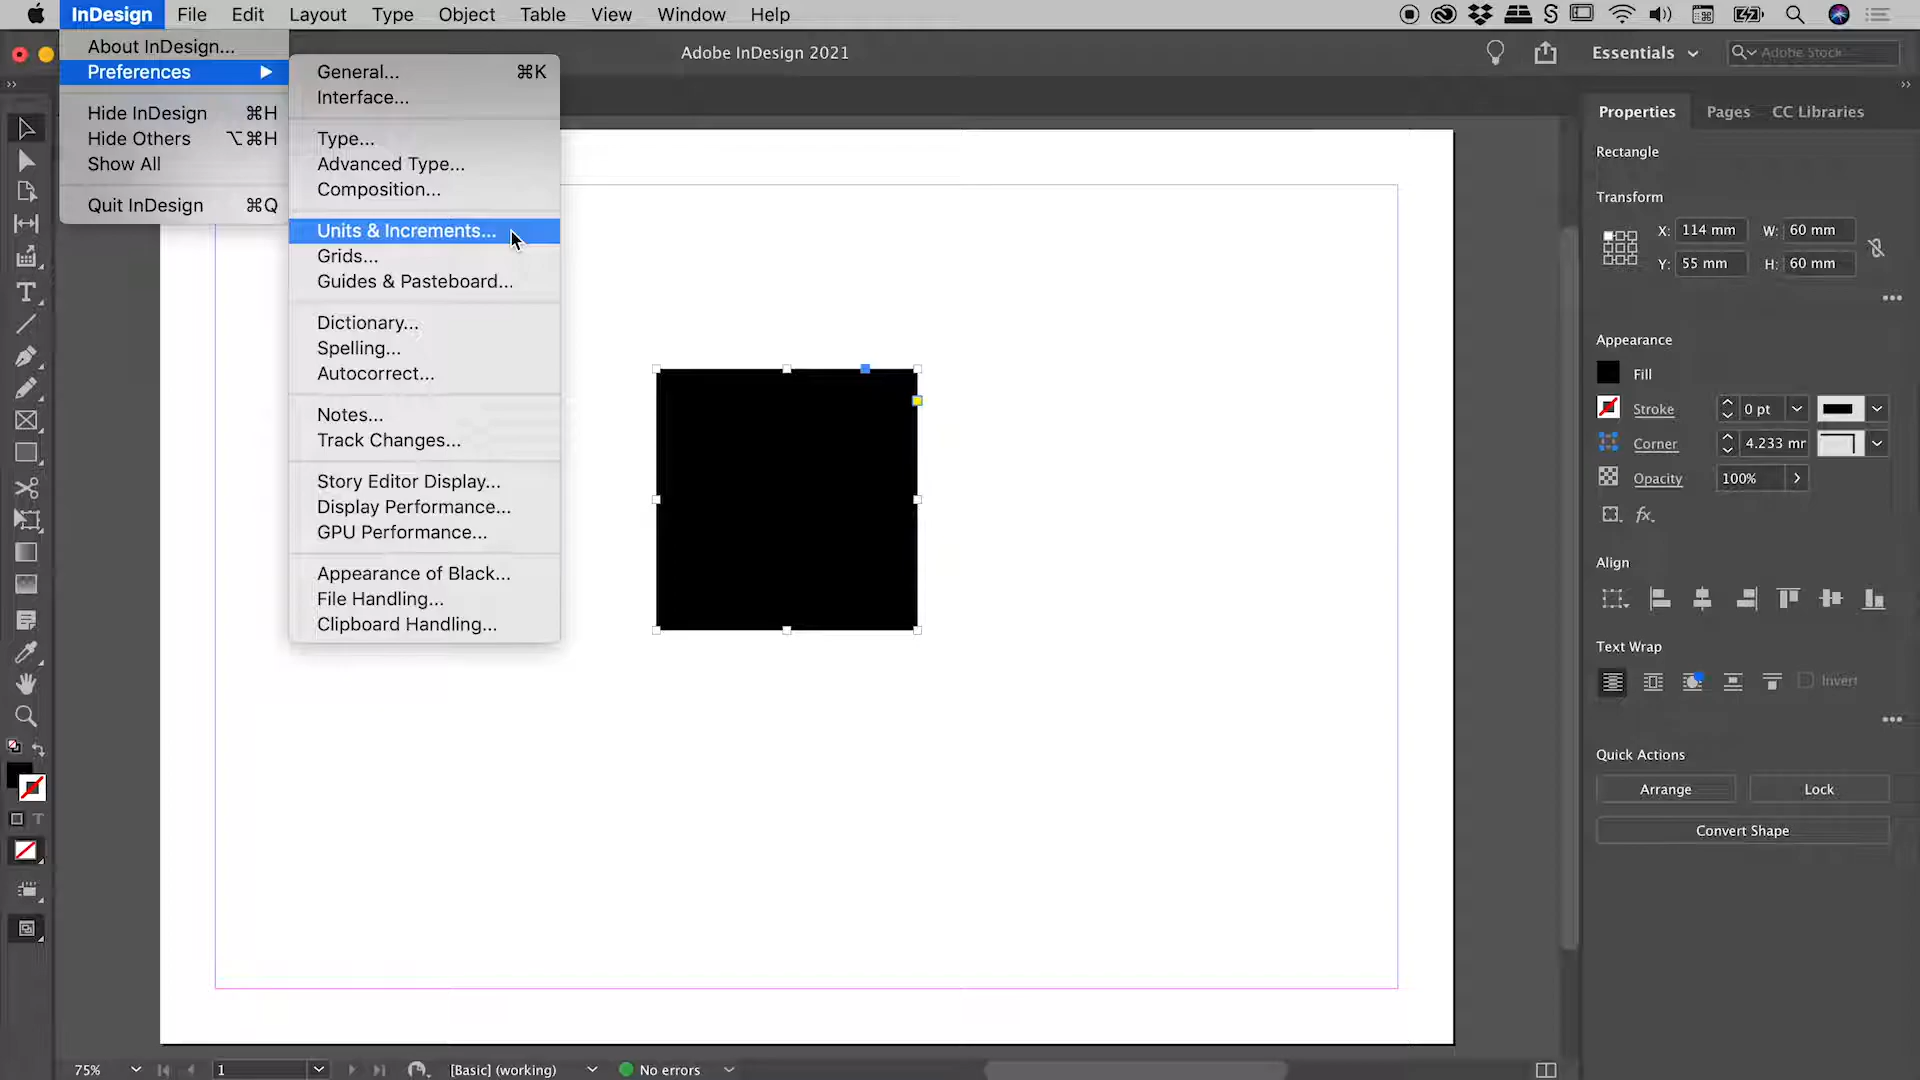 InDesign File Edit Layout Type Object Table View Window Help
Adobe InDesign 2021
Essentials
Adobe Stock
About InDesign...
Preferences
Hide InDesign ⌘H
Hide Others ⌥⌘H
Show All
Quit InDesign ⌘Q
General... ⌘K
Interface...
Type...
Advanced Type...
Composition...
Units & Increments...
Grids...
Guides & Pasteboard...
Dictionary...
Spelling...
Autocorrect...
Notes...
Track Changes...
Story Editor Display...
Display Performance...
GPU Performance...
Appearance of Black...
File Handling...
Clipboard Handling...
Properties Pages CC Libraries
Rectangle
Transform
X: 114 mm W: 60 mm
Y: 55 mm H: 60 mm
Appearance
Fill
Stroke 0 pt
Corner 4.233 mr
Opacity 100%
fx.
Align
Text Wrap
Invert
Quick Actions
Arrange Lock
Convert Shape
75% 1 [Basic] (working) No errors